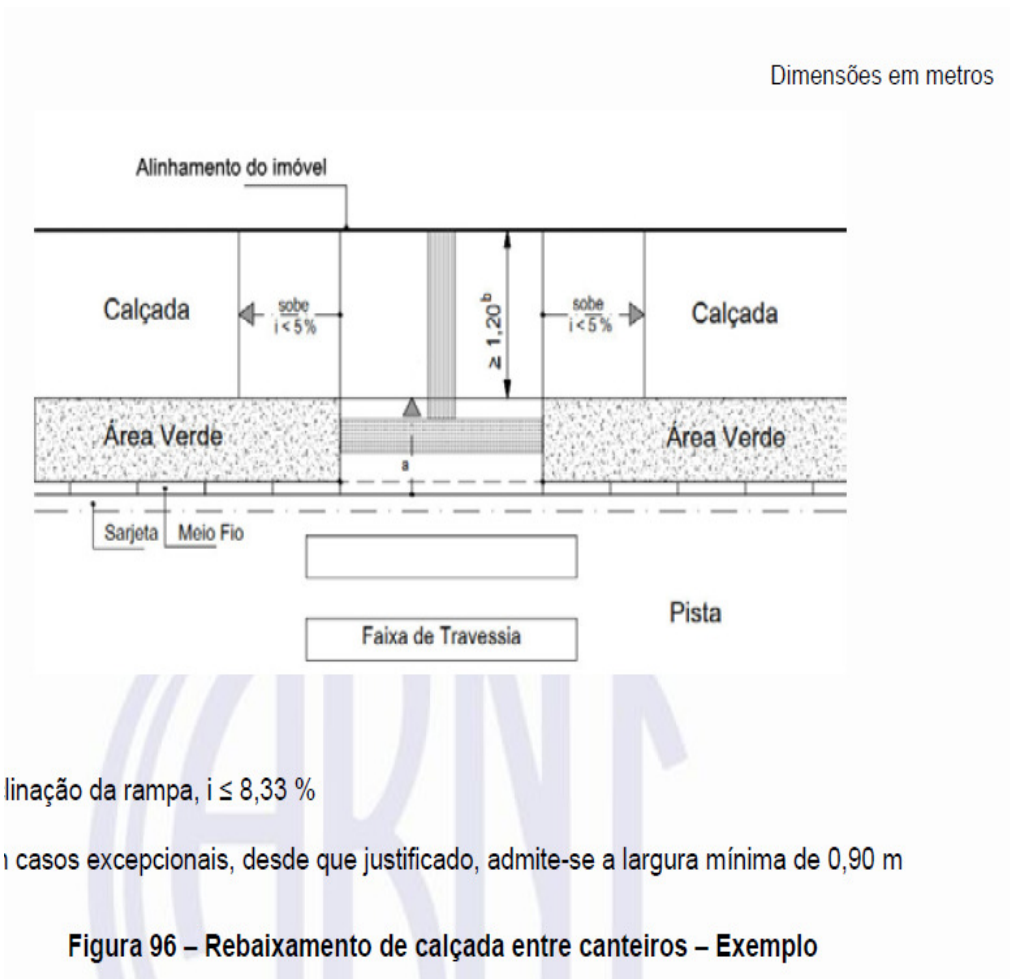 Dimensões em metros
Alinhamento do imóvel
Calçada
sobe
i < 5 %
≥ 1,20ᵇ
sobe
i < 5 %
Calçada
Área Verde
a
Área Verde
Sarjeta
Meio Fio
Pista
Faixa de Travessia
linação da rampa, i ≤ 8,33 %
casos excepcionais, desde que justificado, admite-se a largura mínima de 0,90 m
Figura 96 – Rebaixamento de calçada entre canteiros – Exemplo